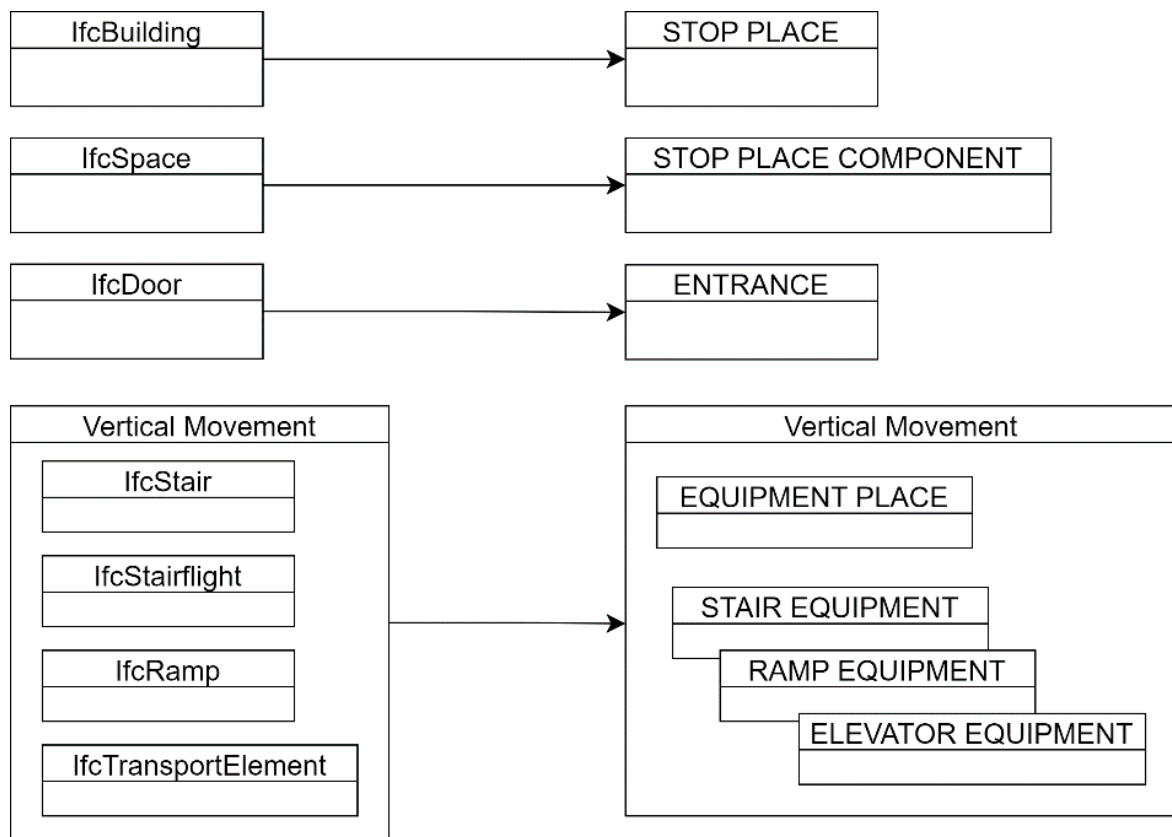 IfcBuilding
STOP PLACE
IfcSpace
STOP PLACE COMPONENT
IfcDoor
ENTRANCE
Vertical Movement
IfcStair
IfcStairflight
IfcRamp
IfcTransportElement
Vertical Movement
EQUIPMENT PLACE
STAIR EQUIPMENT
RAMP EQUIPMENT
ELEVATOR EQUIPMENT